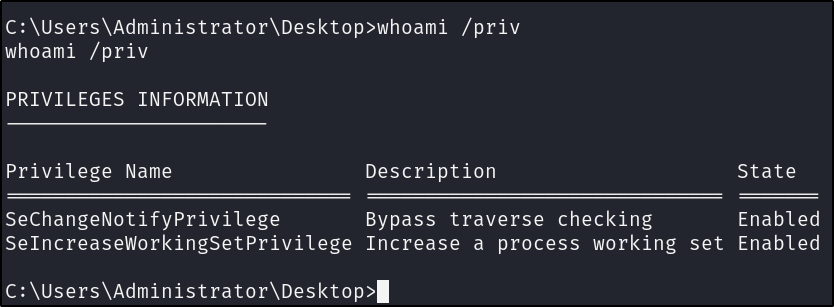 C:\Users\Administrator\Desktop>whoami /priv
whoami /priv
PRIVILEGES INFORMATION
----------------------
Privilege Name                Description                    State
============================= ============================== =======
SeChangeNotifyPrivilege       Bypass traverse checking       Enabled
SeIncreaseWorkingSetPrivilege Increase a process working set Enabled
C:\Users\Administrator\Desktop>